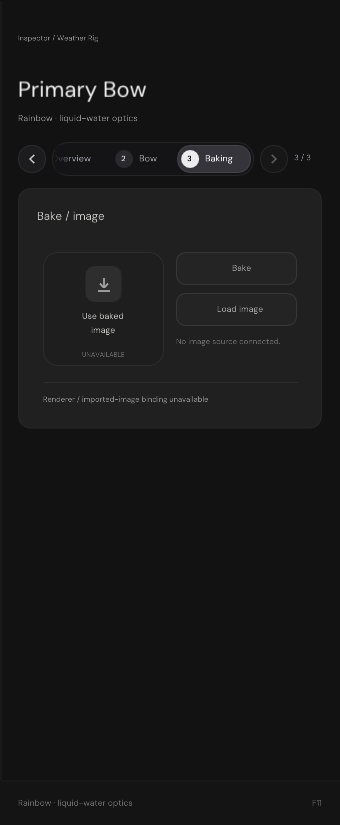 Inspector / Weather Rig
Primary Bow
Rainbow · liquid-water optics
verview 2 Bow 3 Baking 3 / 3
Bake / image
Use baked
image
UNAVAILABLE
Bake
Load image
No image source connected.
Renderer / imported-image binding unavailable
Rainbow · liquid-water optics F11